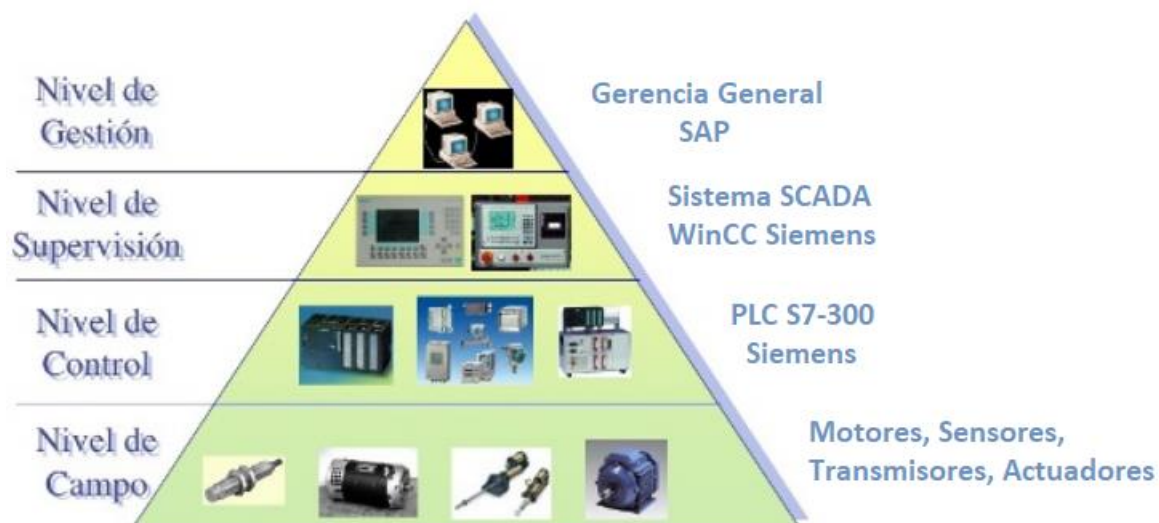 Nivel de
Gestión
Gerencia General
SAP
Nivel de
Supervisión
Sistema SCADA
WinCC Siemens
Nivel de
Control
PLC S7-300
Siemens
Nivel de
Campo
Motores, Sensores,
Transmisores, Actuadores